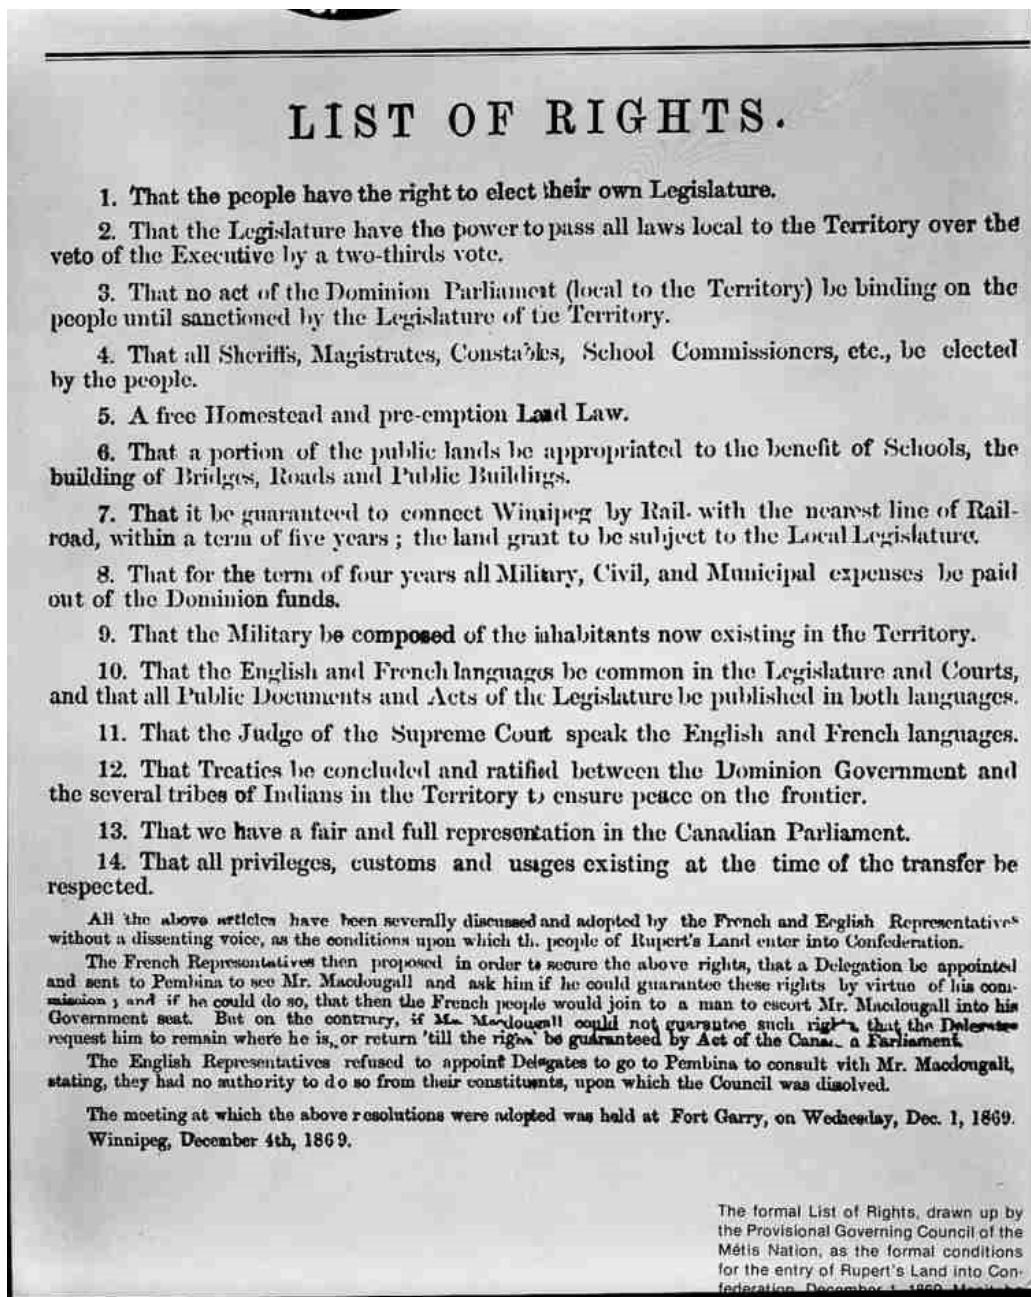 LIST OF RIGHTS.
1. That the people have the right to elect their own Legislature.
2. That the Legislature have the power to pass all laws local to the Territory over the
veto of the Executive by a two-thirds vote.
3. That no act of the Dominion Parliament (local to the Territory) be binding on the
people until sanctioned by the Legislature of the Territory.
4. That all Sheriffs, Magistrates, Constables, School Commissioners, etc., be elected
by the people.
5. A free Homestead and pre-emption Land Law.
6. That a portion of the public lands be appropriated to the benefit of Schools, the
building of Bridges, Roads and Public Buildings.
7. That it be guaranteed to connect Winnipeg by Rail with the nearest line of Rail-
road, within a term of five years ; the land grant to be subject to the Local Legislature.
8. That for the term of four years all Military, Civil, and Municipal expenses be paid
out of the Dominion funds.
9. That the Military be composed of the inhabitants now existing in the Territory.
10. That the English and French languages be common in the Legislature and Courts,
and that all Public Documents and Acts of the Legislature be published in both languages.
11. That the Judge of the Supreme Court speak the English and French languages.
12. That Treaties be concluded and ratified between the Dominion Government and
the several tribes of Indians in the Territory to ensure peace on the frontier.
13. That we have a fair and full representation in the Canadian Parliament.
14. That all privileges, customs and usages existing at the time of the transfer be
respected.
All the above articles have been severally discussed and adopted by the French and English Representatives
without a dissenting voice, as the conditions upon which the people of Rupert's Land enter into Confederation.
The French Representatives then proposed in order to secure the above rights, that a Delegation be appointed
and sent to Pembina to see Mr. Macdougall and ask him if he could guarantee these rights by virtue of his com-
mission ; and if he could do so, that then the French people would join to a man to escort Mr. Macdougall into his
Government seat. But on the contrary, if Mr. Macdougall could not guarantee such rights, that the Delegates
request him to remain where he is, or return 'till the rights be guaranteed by Act of the Canadian Parliament.
The English Representatives refused to appoint Delegates to go to Pembina to consult with Mr. Macdougall,
stating, they had no authority to do so from their constituents, upon which the Council was disolved.
The meeting at which the above resolutions were adopted was held at Fort Garry, on Wednesday, Dec. 1, 1869.
Winnipeg, December 4th, 1869.
The formal List of Rights, drawn up by
the Provisional Governing Council of the
Métis Nation, as the formal conditions
for the entry of Rupert's Land into Con-
federation, December 1, 1869, Manitoba